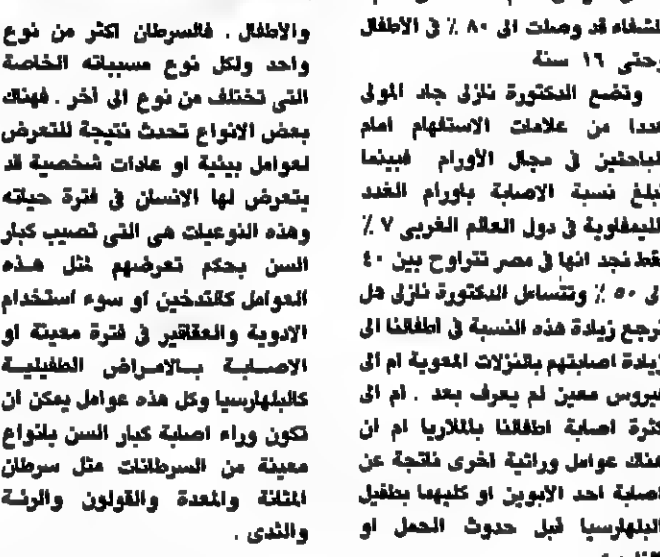 لشفاء قد وصلت الى ٨٠ ٪ في الأطفال
وحتى ١٦ سنة
وتضع الدكتورة نازلى جاد المولى
عددا من علامات الاستفهام امام
الباحثين في مجال الأورام فبينما
تبلغ نسبة الاصابة باورام الغدد
الليمفاوية في دول العالم الغربى ٧ ٪
فقط نجد انها في مصر تتراوح بين ٤٠
الى ٥٠ ٪ وتتساءل الدكتورة نازلى هل
ترجع زيادة هذه النسبة في اطفالنا الى
زيادة اصابتهم بالنزلات المعوية ام الى
فيروس معين لم يعرف بعد . ام الى
كثرة اصابة اطفالنا بالملاريا ام ان
هناك عوامل وراثية اخرى ناتجة عن
اصابة احد الابوين او كليهما بطفيل
البلهارسيا قبل حدوث الحمل او
والاطفال . فالسرطان اكثر من نوع
واحد ولكل نوع مسبباته الخاصة
التى تختلف من نوع الى آخر . فهناك
بعض الانواع تحدث نتيجة للتعرض
لعوامل بيئية او عادات شخصية قد
يتعرض لها الانسان في فترة حياته
وهذه النوعيات هى التى تصيب كبار
السن بحكم تعرضهم لمثل هذه
العوامل كالتدخين او سوء استخدام
الادوية والعقاقير في فترة معينة او
الاصابة بالامراض الطفيلية
كالبلهارسيا وكل هذه عوامل يمكن ان
تكون وراء اصابة كبار السن بانواع
معينة من السرطانات مثل سرطان
المثانة والمعدة والقولون والرئة
والثدى .